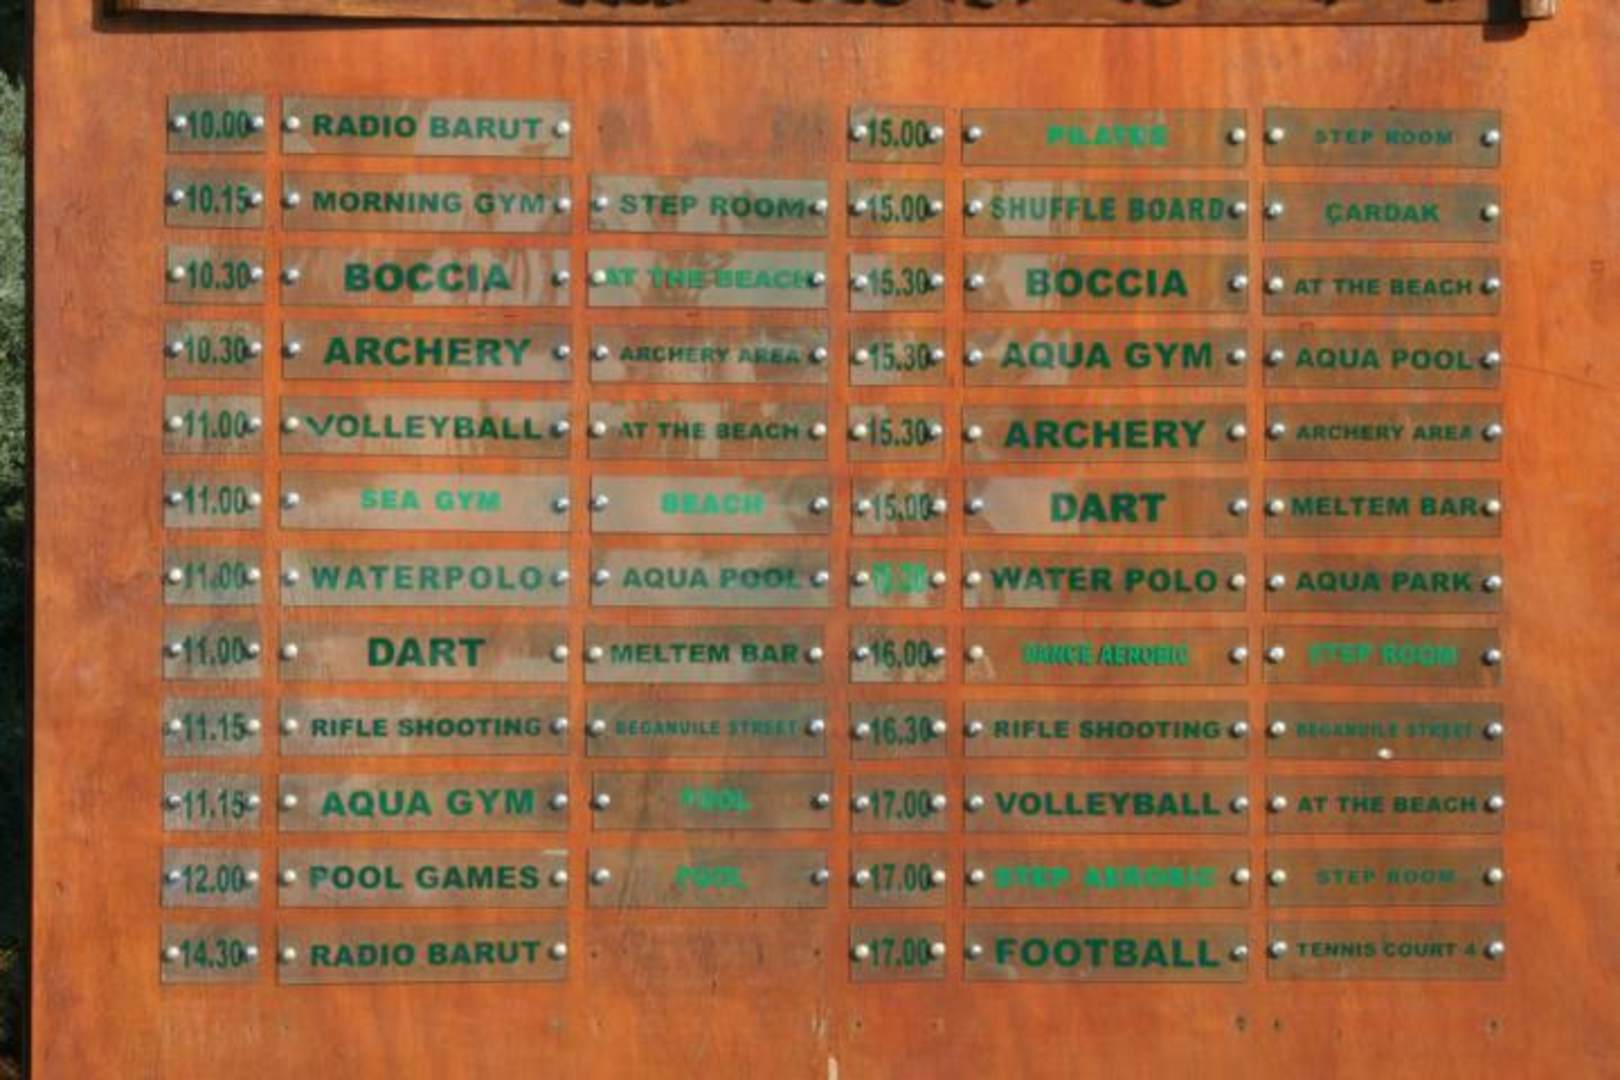 10.00 RADIO BARUT
10.15 MORNING GYM STEP ROOM
10.30 BOCCIA AT THE BEACH
10.30 ARCHERY ARCHERY AREA
11.00 VOLLEYBALL AT THE BEACH
11.00 SEA GYM BEACH
11.00 WATERPOLO AQUA POOL
11.00 DART MELTEM BAR
11.15 RIFLE SHOOTING BEGANVILE STREET
11.15 AQUA GYM POOL
12.00 POOL GAMES POOL
14.30 RADIO BARUT
15.00 PILATES STEP ROOM
15.00 SHUFFLE BOARD ÇARDAK
15.30 BOCCIA AT THE BEACH
15.30 AQUA GYM AQUA POOL
15.30 ARCHERY ARCHERY AREA
15.00 DART MELTEM BAR
WATER POLO AQUA PARK
16.00 DANCE AEROBIC STEP ROOM
16.30 RIFLE SHOOTING BEGANVILE STREET
17.00 VOLLEYBALL AT THE BEACH
17.00 STEP AEROBIC STEP ROOM
17.00 FOOTBALL TENNIS COURT 4